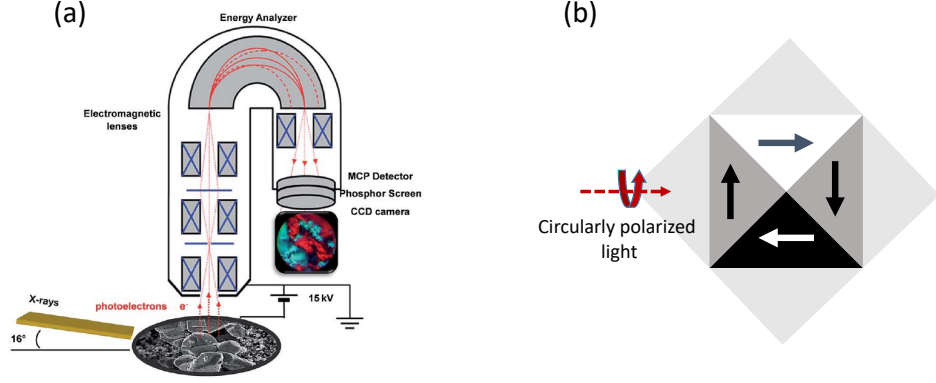 (a)
Energy Analyzer
Electromagnetic
lenses
MCP Detector
Phosphor Screen
CCD camera
15 kV
photoelectrons e-
X-rays
16°
(b)
Circularly polarized
light